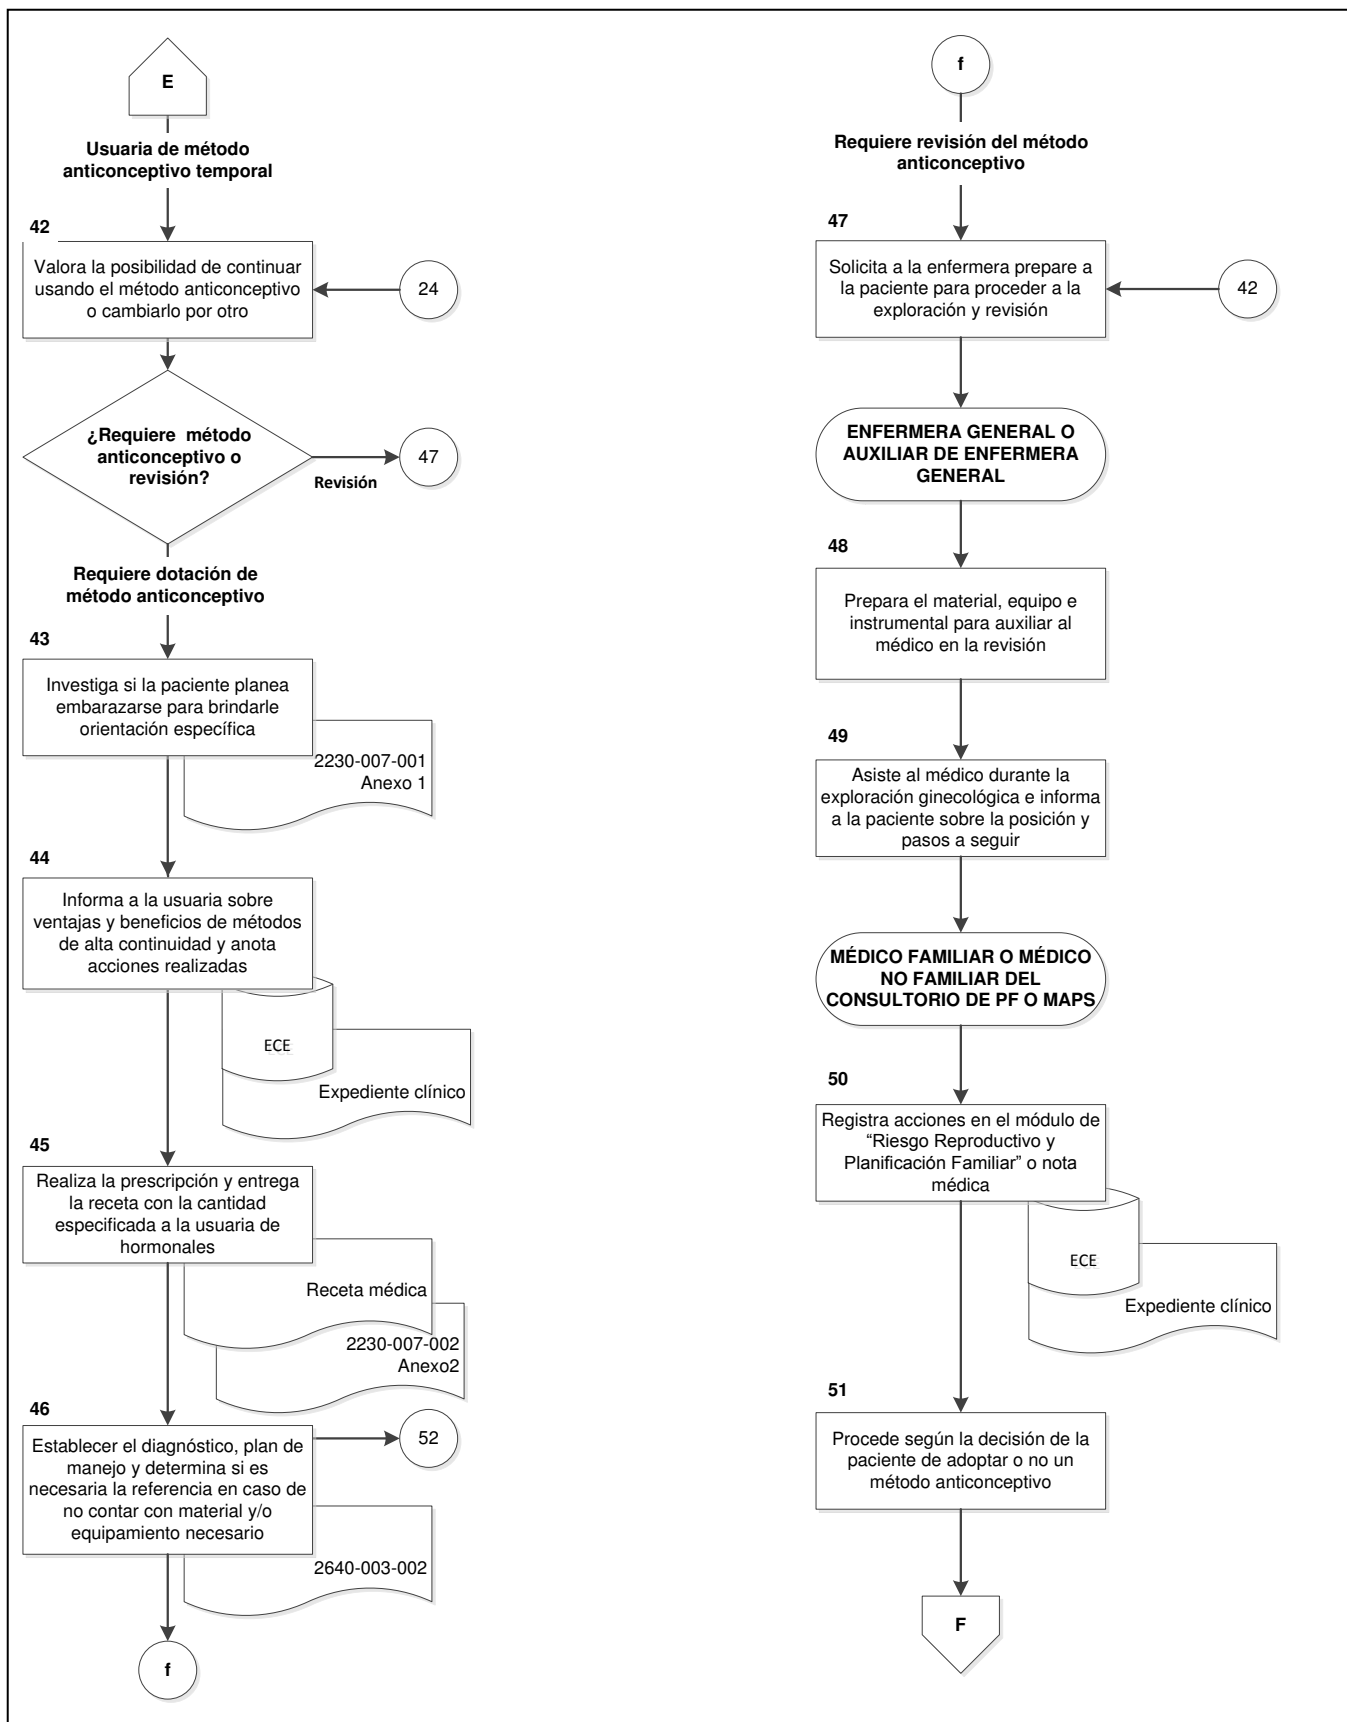 E
Usuaria de método
anticonceptivo temporal
42
Valora la posibilidad de continuar
usando el método anticonceptivo
o cambiarlo por otro
24
¿Requiere método
anticonceptivo o
revisión?
47
Revisión
Requiere dotación de
método anticonceptivo
43
Investiga si la paciente planea
embarazarse para brindarle
orientación específica
2230-007-001
Anexo 1
44
Informa a la usuaria sobre
ventajas y beneficios de métodos
de alta continuidad y anota
acciones realizadas
ECE
Expediente clínico
45
Realiza la prescripción y entrega
la receta con la cantidad
especificada a la usuaria de
hormonales
Receta médica
2230-007-002
Anexo2
46
Establecer el diagnóstico, plan de
manejo y determina si es
necesaria la referencia en caso de
no contar con material y/o
equipamiento necesario
52
2640-003-002
f
f
Requiere revisión del método
anticonceptivo
47
Solicita a la enfermera prepare a
la paciente para proceder a la
exploración y revisión
42
ENFERMERA GENERAL O
AUXILIAR DE ENFERMERA
GENERAL
48
Prepara el material, equipo e
instrumental para auxiliar al
médico en la revisión
49
Asiste al médico durante la
exploración ginecológica e informa
a la paciente sobre la posición y
pasos a seguir
MÉDICO FAMILIAR O MÉDICO
NO FAMILIAR DEL
CONSULTORIO DE PF O MAPS
50
Registra acciones en el módulo de
“Riesgo Reproductivo y
Planificación Familiar” o nota
médica
ECE
Expediente clínico
51
Procede según la decisión de la
paciente de adoptar o no un
método anticonceptivo
F